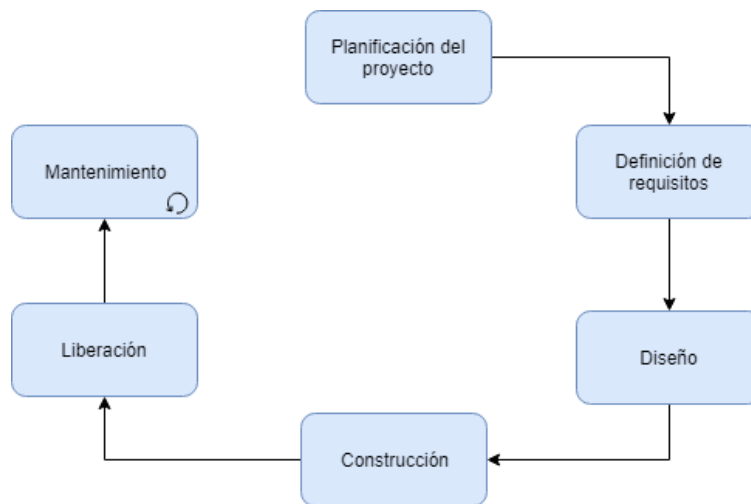 Planificación del
proyecto
Definición de
requisitos
Diseño
Construcción
Liberación
Mantenimiento